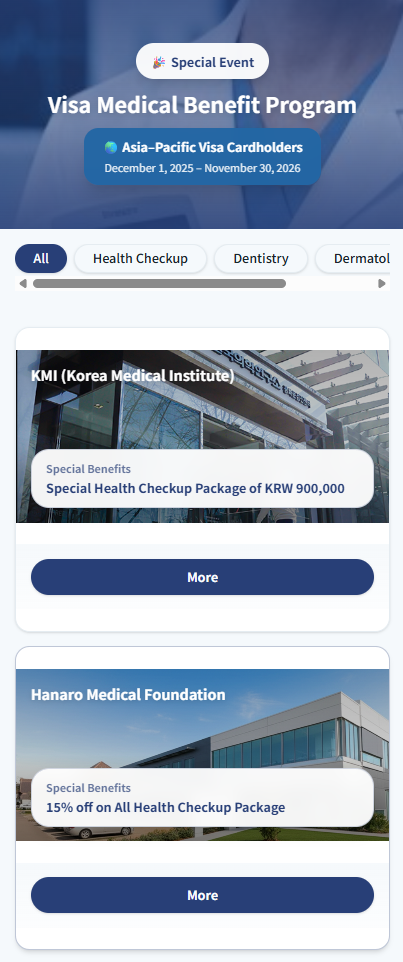 🎉 Special Event
Visa Medical Benefit Program
🌏 Asia–Pacific Visa Cardholders
December 1, 2025 – November 30, 2026
All
Health Checkup
Dentistry
Dermatol
KMI (Korea Medical Institute)
Special Benefits
Special Health Checkup Package of KRW 900,000
More
Hanaro Medical Foundation
Special Benefits
15% off on All Health Checkup Package
More